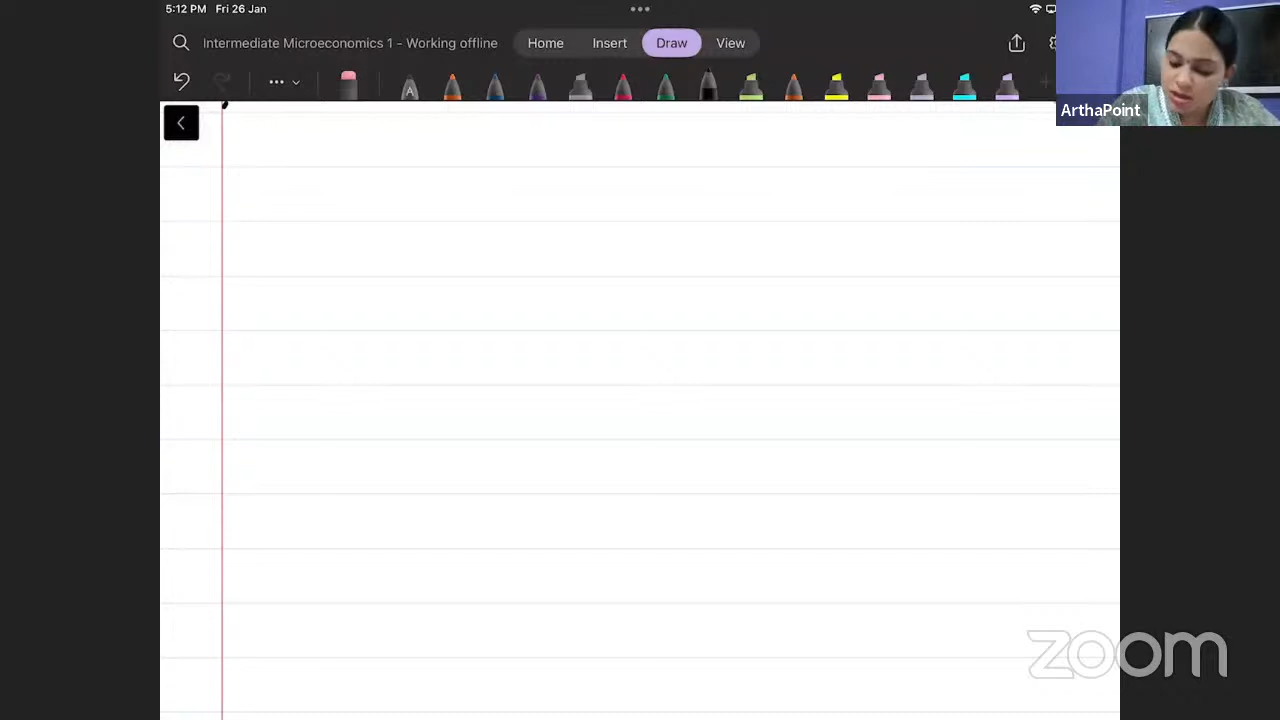 5:12 PM Fri 26 Jan
Intermediate Microeconomics 1 - Working offline
Home
Insert
Draw
View
A
ArthaPoint
zoom